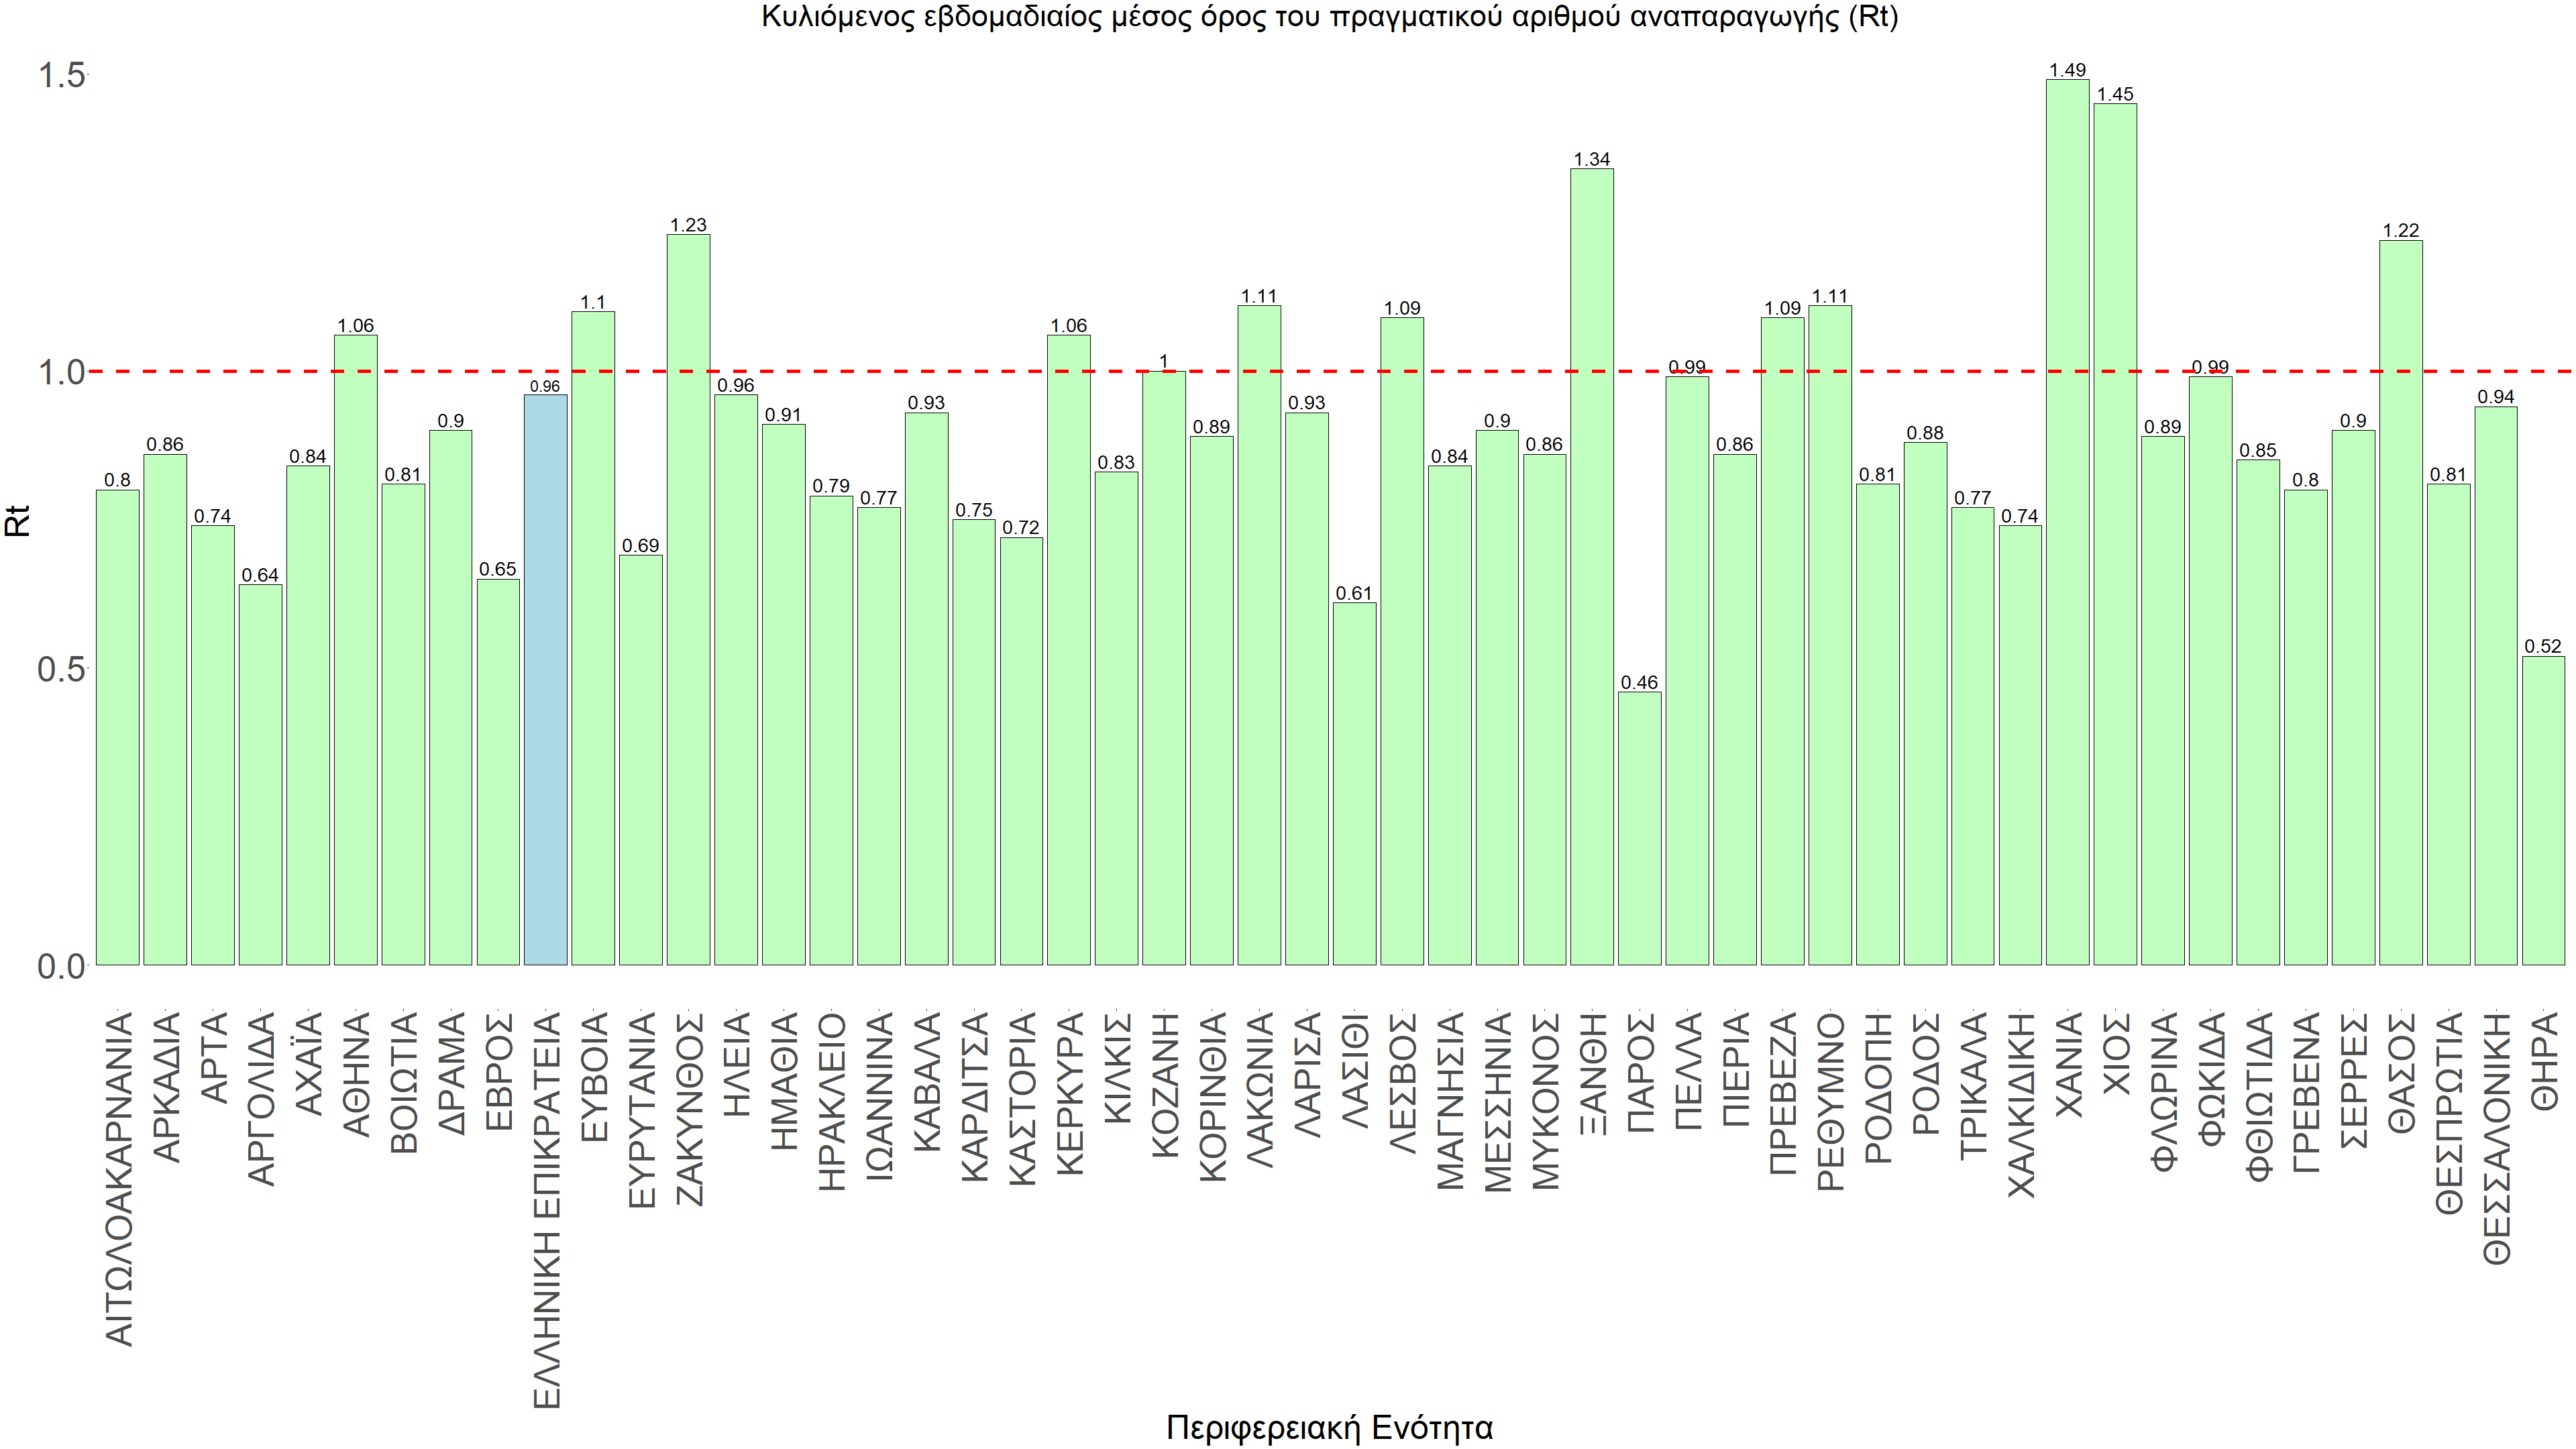 Κυλιόμενος εβδομαδιαίος μέσος όρος του πραγματικού αριθμού αναπαραγωγής (Rt)
1.5
1.0
0.5
0.0
Rt
0.8
0.86
0.74
0.64
0.84
1.06
0.81
0.9
0.65
0.96
1.1
0.69
1.23
0.96
0.91
0.79
0.77
0.93
0.75
0.72
1.06
0.83
1
0.89
1.11
0.93
0.61
1.09
0.84
0.9
0.86
1.34
0.46
0.99
0.86
1.09
1.11
0.81
0.88
0.77
0.74
1.49
1.45
0.89
0.99
0.85
0.8
0.9
1.22
0.81
0.94
0.52
ΑΙΤΩΛΟΑΚΑΡΝΑΝΙΑ
ΑΡΚΑΔΙΑ
ΑΡΤΑ
ΑΡΓΟΛΙΔΑ
ΑΧΑΪΑ
ΑΘΗΝΑ
ΒΟΙΩΤΙΑ
ΔΡΑΜΑ
ΕΒΡΟΣ
ΕΛΛΗΝΙΚΗ ΕΠΙΚΡΑΤΕΙΑ
ΕΥΒΟΙΑ
ΕΥΡΥΤΑΝΙΑ
ΖΑΚΥΝΘΟΣ
ΗΛΕΙΑ
ΗΜΑΘΙΑ
ΗΡΑΚΛΕΙΟ
ΙΩΑΝΝΙΝΑ
ΚΑΒΑΛΑ
ΚΑΡΔΙΤΣΑ
ΚΑΣΤΟΡΙΑ
ΚΕΡΚΥΡΑ
ΚΙΛΚΙΣ
ΚΟΖΑΝΗ
ΚΟΡΙΝΘΙΑ
ΛΑΚΩΝΙΑ
ΛΑΡΙΣΑ
ΛΑΣΙΘΙ
ΛΕΣΒΟΣ
ΜΑΓΝΗΣΙΑ
ΜΕΣΣΗΝΙΑ
ΜΥΚΟΝΟΣ
ΞΑΝΘΗ
ΠΑΡΟΣ
ΠΕΛΛΑ
ΠΙΕΡΙΑ
ΠΡΕΒΕΖΑ
ΡΕΘΥΜΝΟ
ΡΟΔΟΠΗ
ΡΟΔΟΣ
ΤΡΙΚΑΛΑ
ΧΑΛΚΙΔΙΚΗ
ΧΑΝΙΑ
ΧΙΟΣ
ΦΛΩΡΙΝΑ
ΦΩΚΙΔΑ
ΦΘΙΩΤΙΔΑ
ΓΡΕΒΕΝΑ
ΣΕΡΡΕΣ
ΘΑΣΟΣ
ΘΕΣΠΡΩΤΙΑ
ΘΕΣΣΑΛΟΝΙΚΗ
ΘΗΡΑ
Περιφερειακή Ενότητα